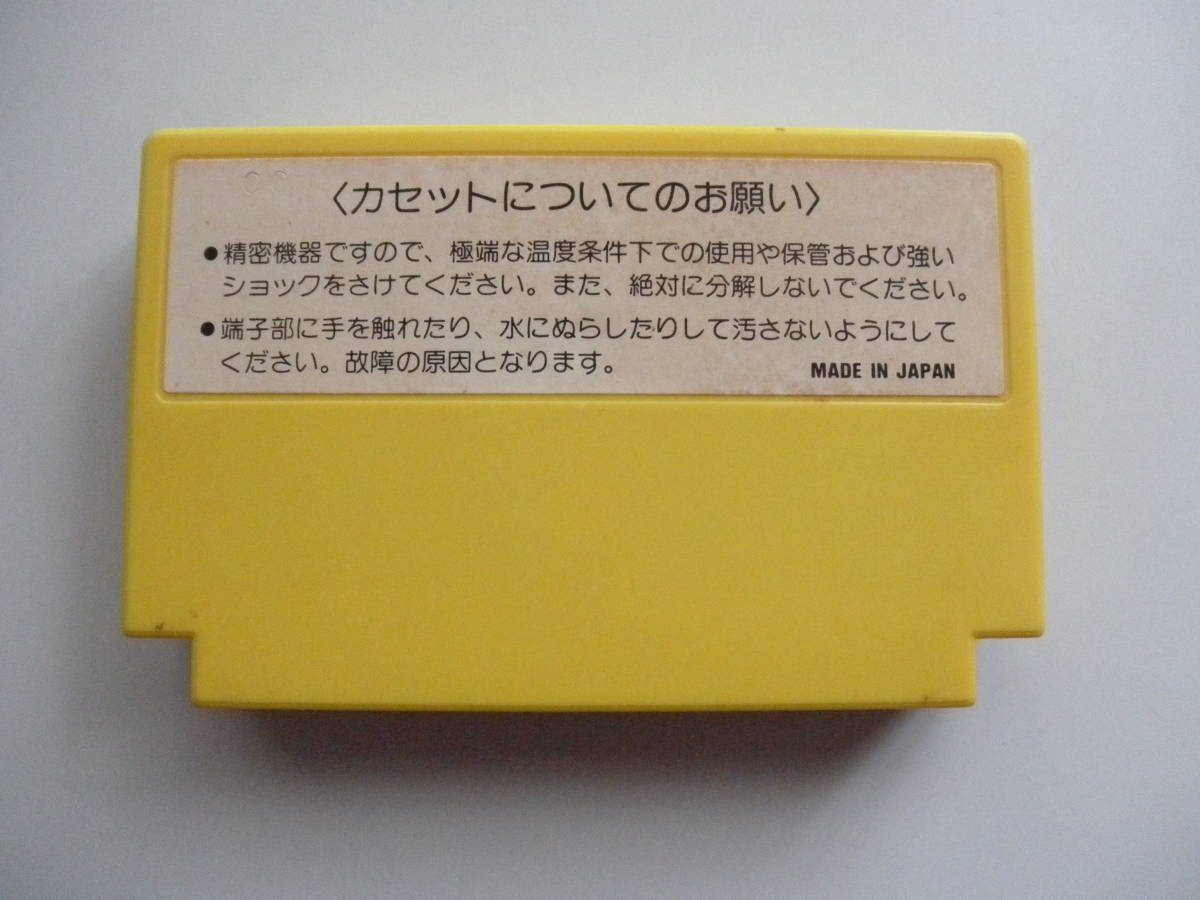 〈カセットについてのお願い〉
●精密機器ですので、極端な温度条件下での使用や保管および強い
ショックをさけてください。また、絶対に分解しないでください。
●端子部に手を触れたり、水にぬらしたりして汚さないようにして
ください。故障の原因となります。
MADE IN JAPAN